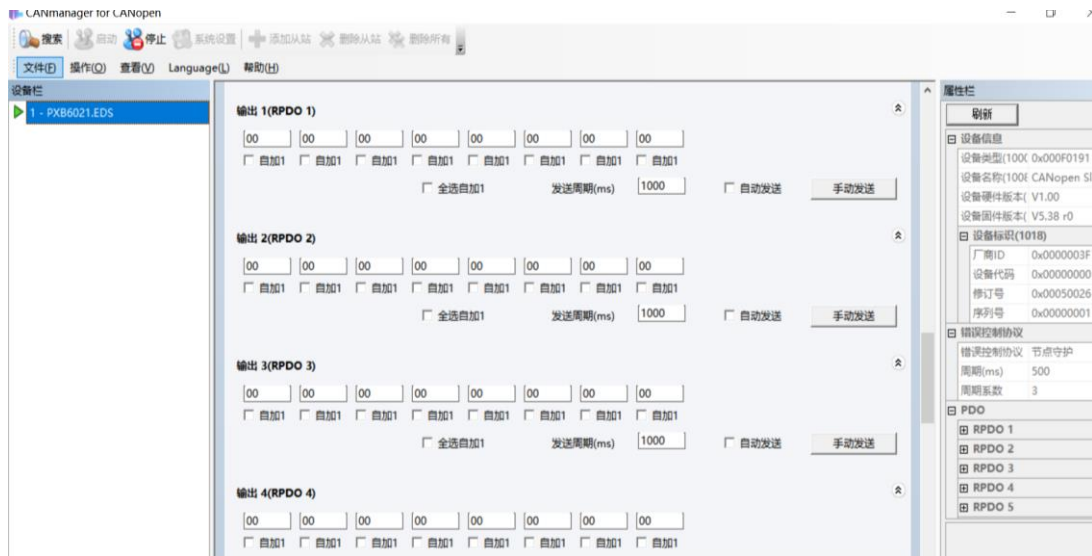 CANmanager for CANopen
搜索 启动 停止 系统设置 添加从站 删除从站 删除所有
文件(F) 操作(O) 查看(V) Language(L) 帮助(H)
设备栏
1 - PXB6021.EDS
输出 1(RPDO 1)
00 00 00 00 00 00 00 00
自加1 自加1 自加1 自加1 自加1 自加1 自加1 自加1
全选自加1 发送周期(ms) 1000 自动发送 手动发送
输出 2(RPDO 2)
00 00 00 00 00 00 00 00
自加1 自加1 自加1 自加1 自加1 自加1 自加1 自加1
全选自加1 发送周期(ms) 1000 自动发送 手动发送
输出 3(RPDO 3)
00 00 00 00 00 00 00 00
自加1 自加1 自加1 自加1 自加1 自加1 自加1 自加1
全选自加1 发送周期(ms) 1000 自动发送 手动发送
输出 4(RPDO 4)
00 00 00 00 00 00 00 00
自加1 自加1 自加1 自加1 自加1 自加1 自加1 自加1
属性栏
刷新
设备信息
设备类型(100 0x000F0191
设备名称(100 CANopen Sl
设备硬件版本( V1.00
设备固件版本( V5.38 r0
设备标识(1018)
厂商ID 0x0000003F
设备代码 0x00000000
修订号 0x00050026
序列号 0x00000001
错误控制协议
错误控制协议 节点守护
周期(ms) 500
周期系数 3
PDO
RPDO 1
RPDO 2
RPDO 3
RPDO 4
RPDO 5